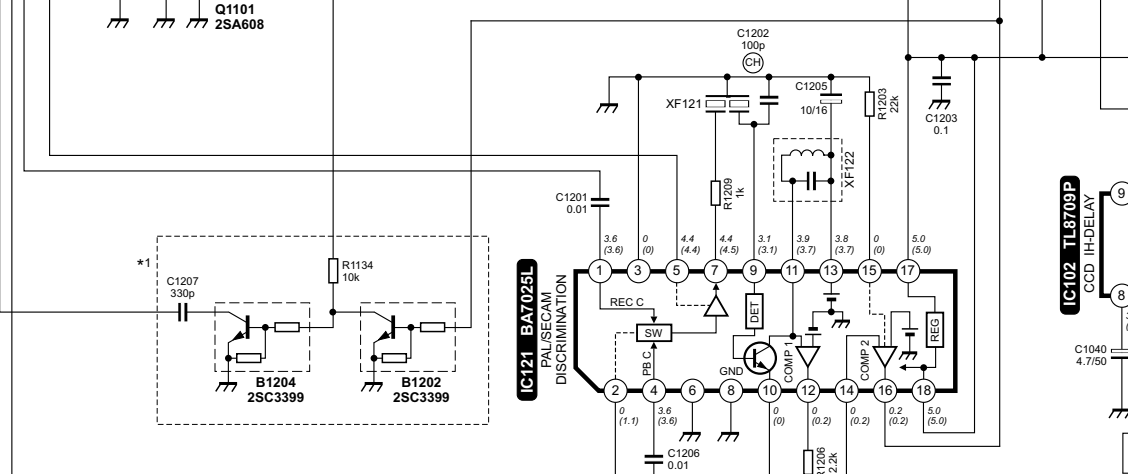 Q1101
2SA608
C1202
100p
CH
XF121
C1205
10/16
R1203
22k
C1203
0.1
XF122
R1209
1k
C1201
0.01
3.6
(3.6)
0
(0)
4.4
(4.4)
4.4
(4.5)
3.1
(3.1)
3.9
(3.7)
3.8
(3.7)
0
(0)
5.0
(5.0)
1
3
5
7
9
11
13
15
17
*1
C1207
330p
R1134
10k
B1204
2SC3399
B1202
2SC3399
IC121 BA7025L
PAL/SECAM
DISCRIMINATION
REC C
SW
PB C
DET
GND
COMP 1
COMP 2
REG
2
4
6
8
10
12
14
16
18
0
(1.1)
3.6
(3.6)
0
(0)
0
(0.2)
0
(0.2)
0.2
(0.2)
5.0
(5.0)
C1206
0.01
R1206
2.2k
IC102 TL8709P
CCD IH-DELAY
9
8
C1040
4.7/50